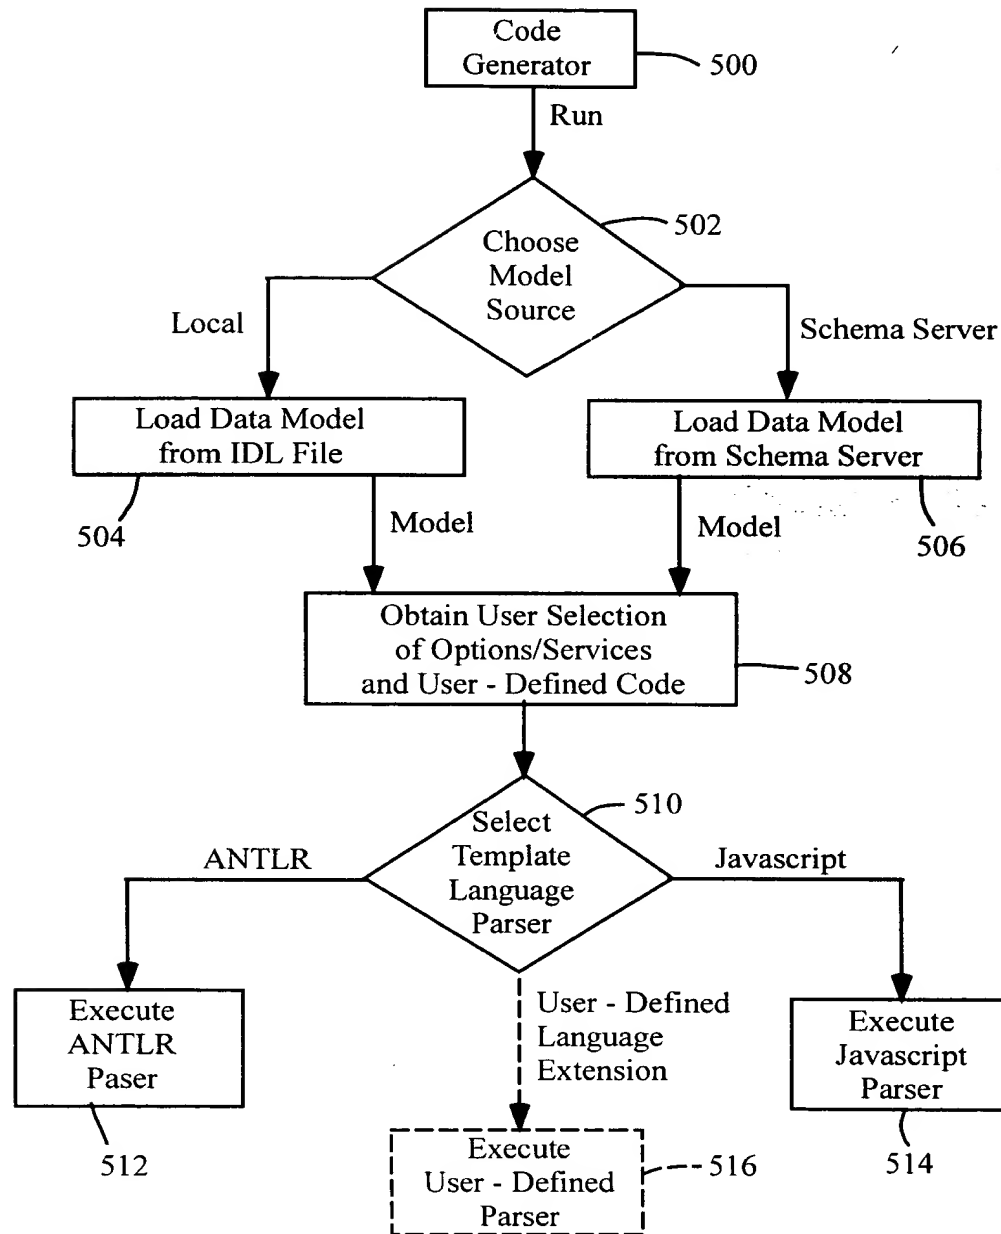 Code
Generator
500
Run
502
Choose
Model
Source
Local
Schema Server
Load Data Model
from IDL File
Load Data Model
from Schema Server
504
Model
Model
506
Obtain User Selection
of Options/Services
and User - Defined Code
508
510
Select
Template
Language
Parser
ANTLR
Javascript
Execute
ANTLR
Paser
User - Defined
Language
Extension
Execute
Javascript
Parser
512
514
Execute
User - Defined
Parser
516